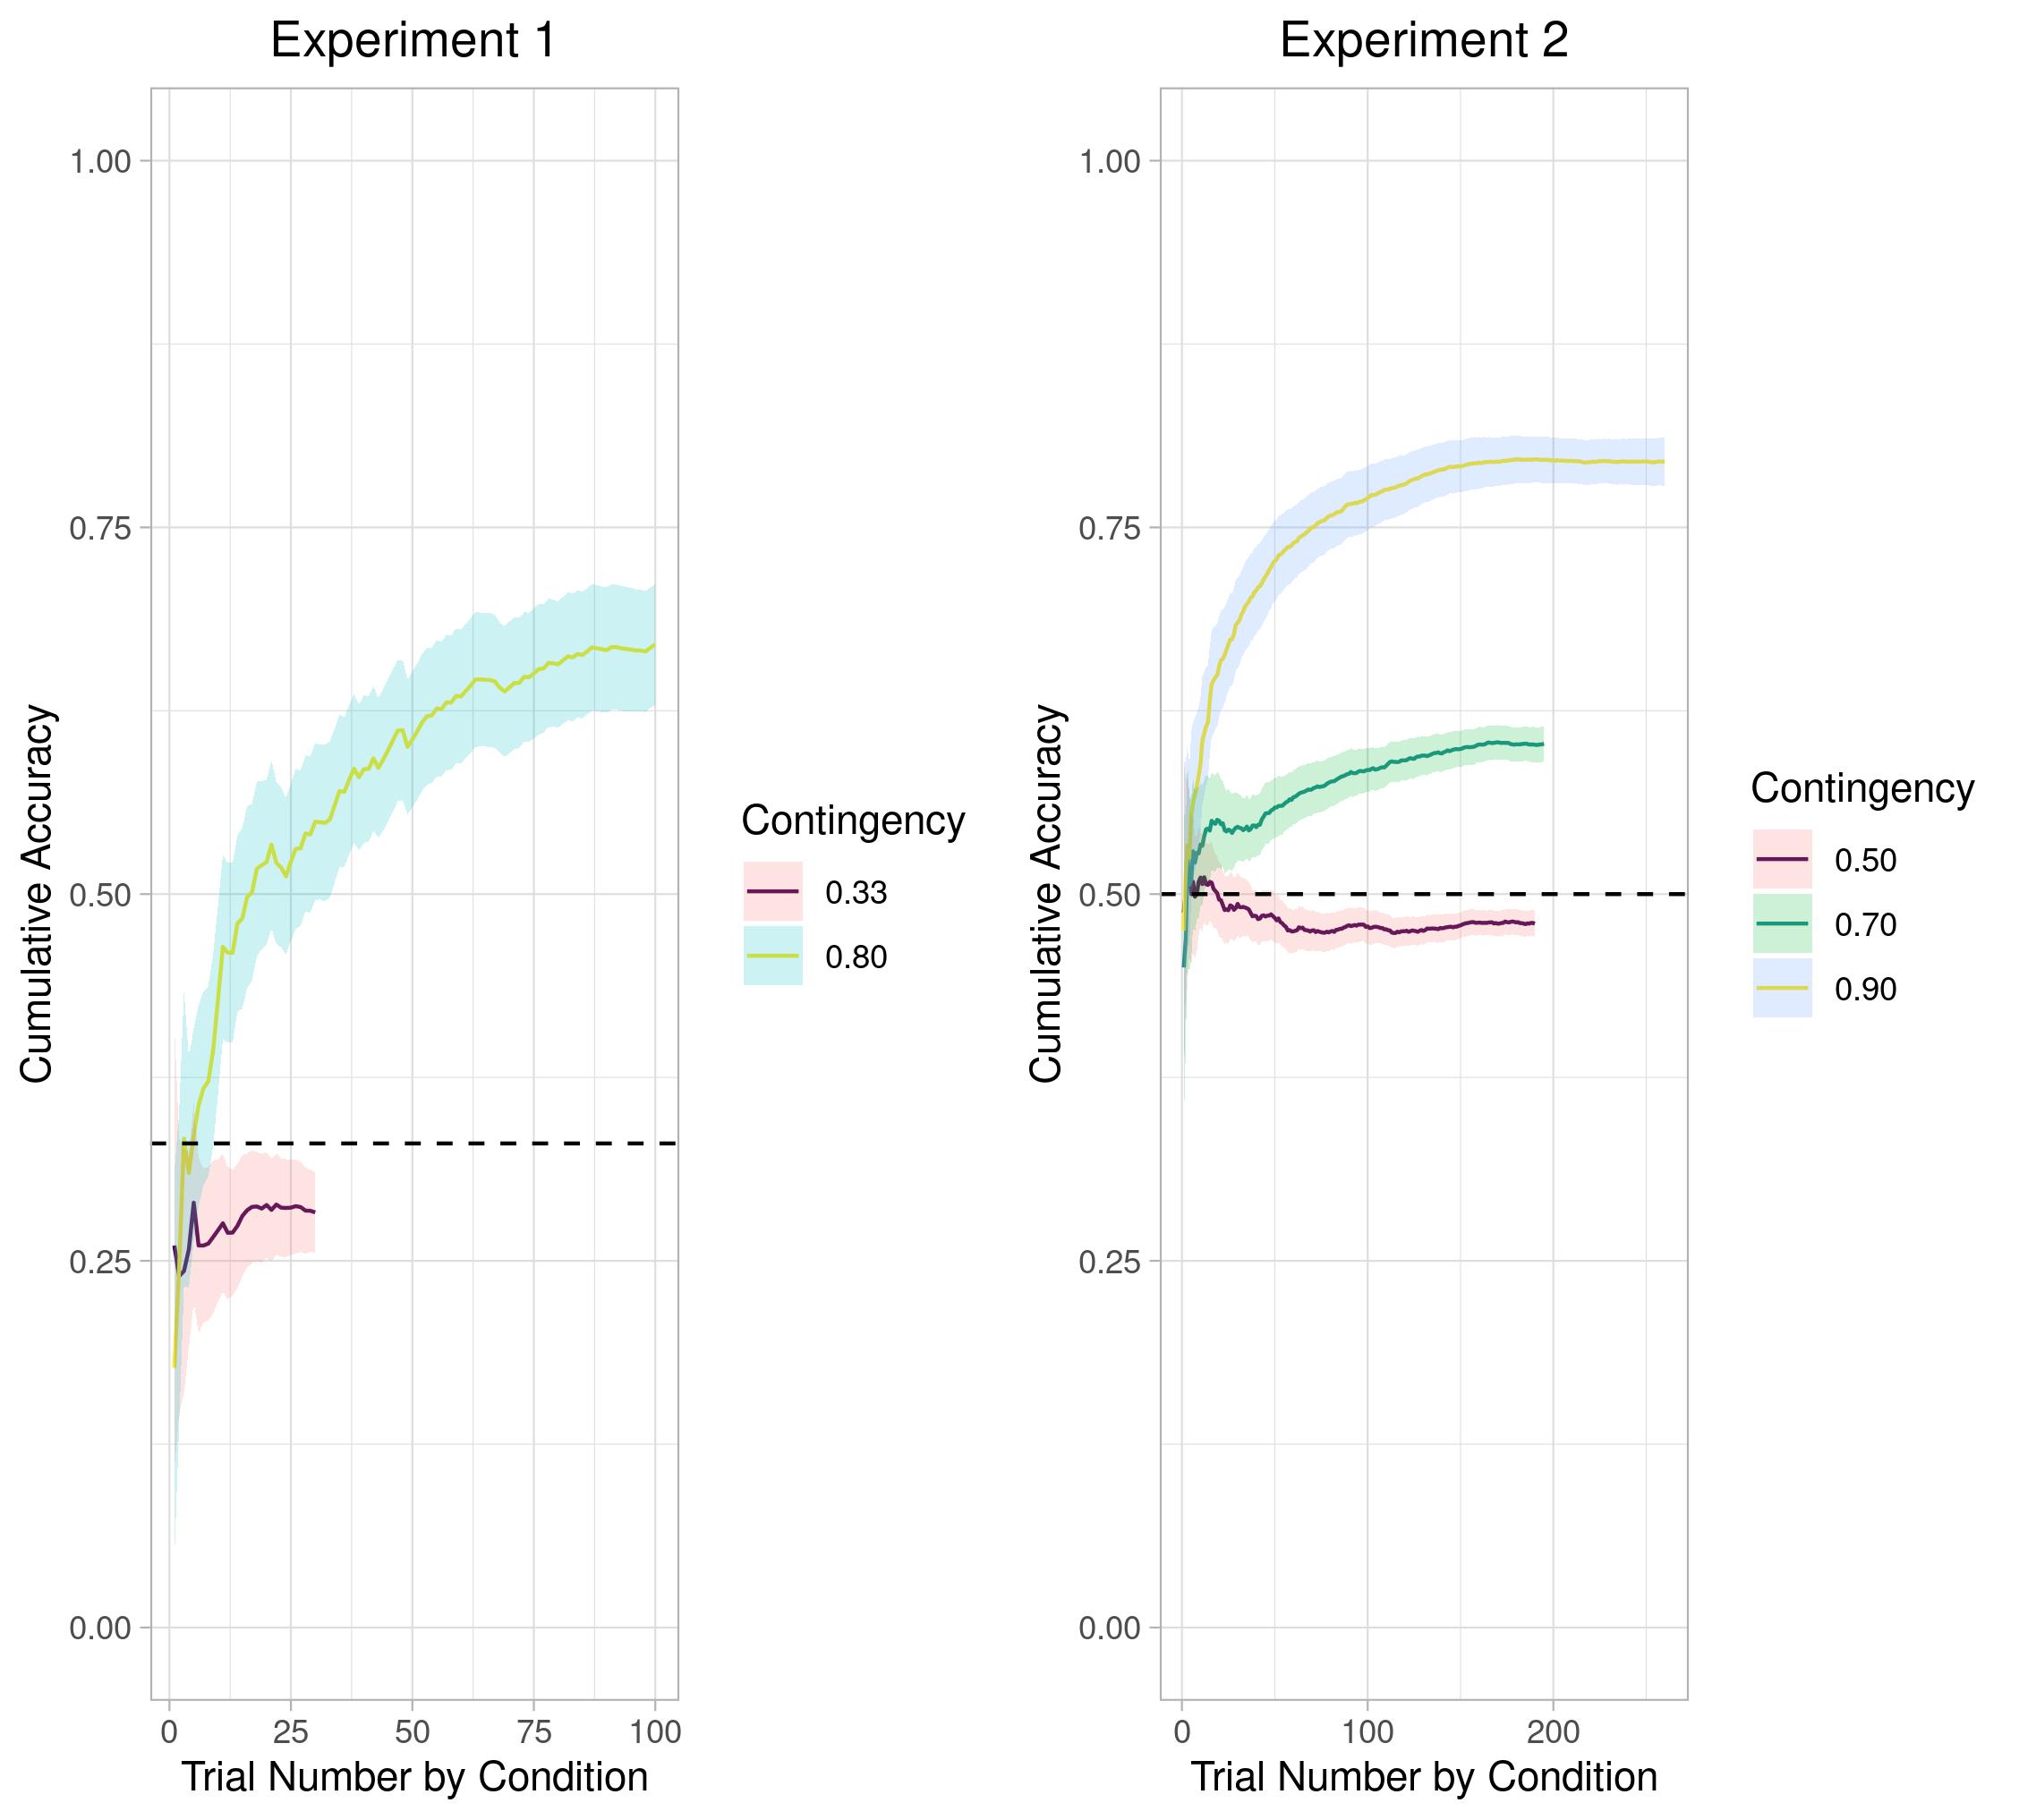 Experiment 1
Cumulative Accuracy
1.00
0.75
0.50
0.25
0.00
0 25 50 75 100
Trial Number by Condition
Contingency
0.33
0.80
Experiment 2
Cumulative Accuracy
1.00
0.75
0.50
0.25
0.00
0 100 200
Trial Number by Condition
Contingency
0.50
0.70
0.90